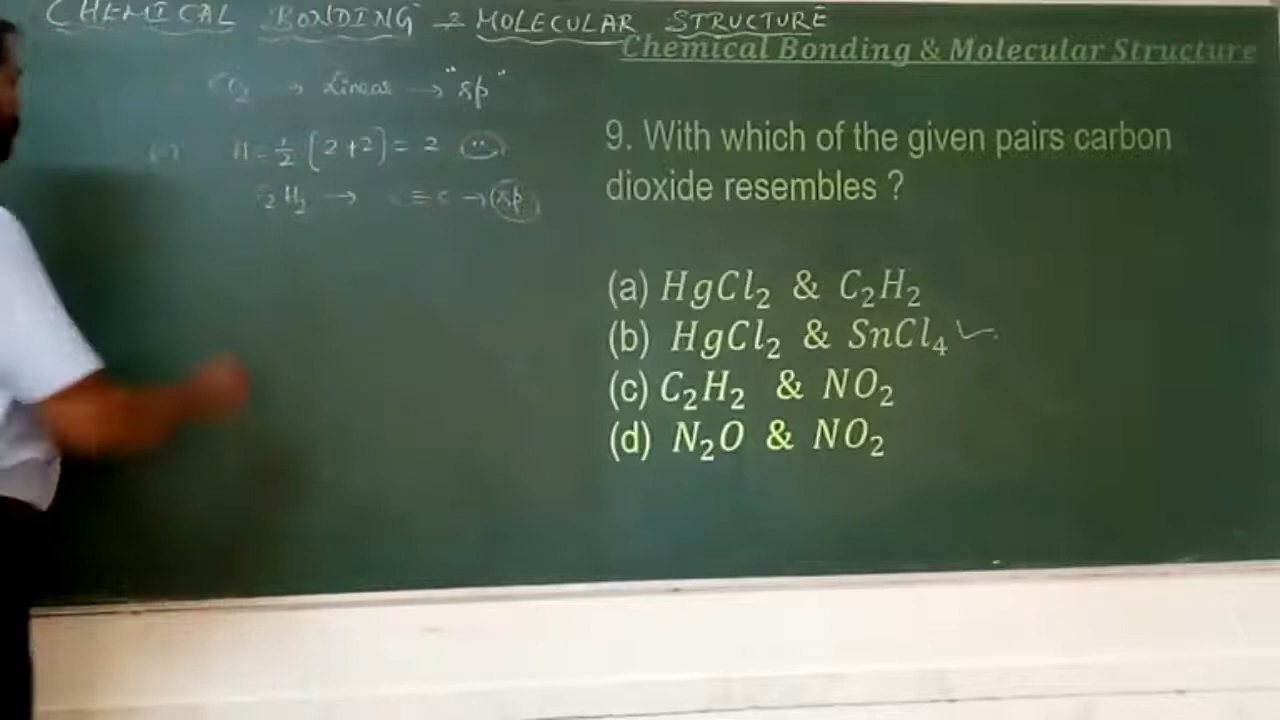 CHEMICAL BONDING & MOLECULAR STRUCTURE
Chemical Bonding & Molecular Structure
CO₂ → Linear → "sp"
H = ½ [2+2] = 2
C₂H₂ → C≡C → sp
9. With which of the given pairs carbon
dioxide resembles ?
(a) HgCl₂ & C₂H₂
(b) HgCl₂ & SnCl₄ ✓
(c) C₂H₂ & NO₂
(d) N₂O & NO₂